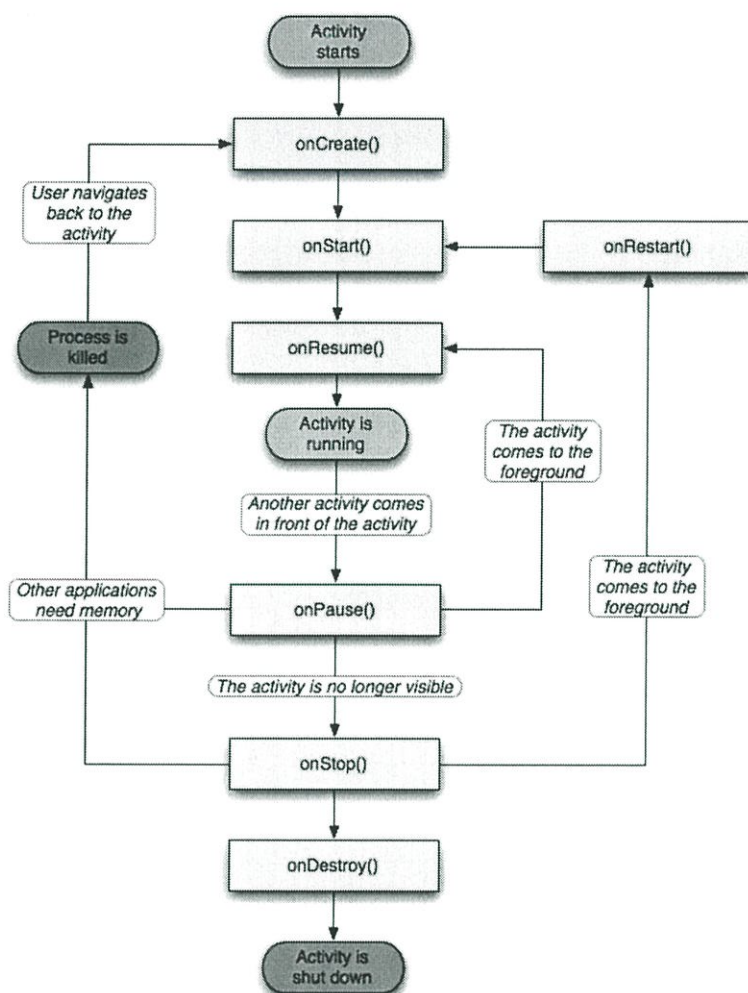 Activity
starts
onCreate()
User navigates
back to the
activity
onStart()
onRestart()
Process is
killed
onResume()
Activity is
running
The activity
comes to the
foreground
Another activity comes
in front of the activity
Other applications
need memory
onPause()
The activity
comes to the
foreground
The activity is no longer visible
onStop()
onDestroy()
Activity is
shut down